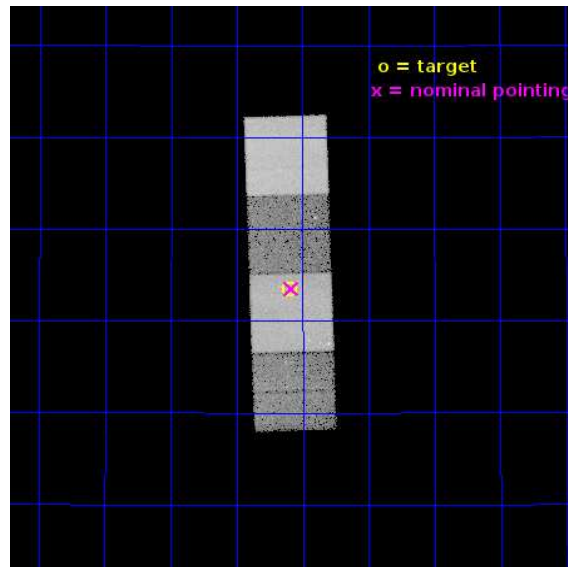 o = target
x = nominal pointing